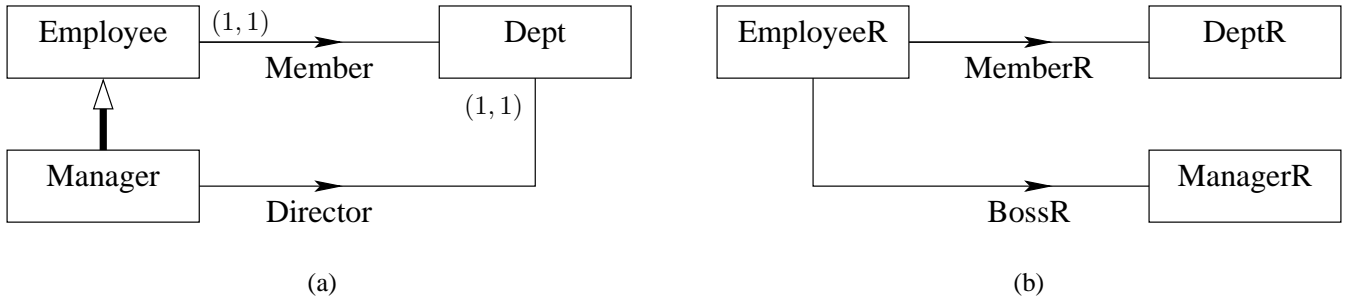 Employee
(1, 1)
Member
Dept
(1, 1)
Manager
Director
(a)
EmployeeR
MemberR
DeptR
ManagerR
BossR
(b)